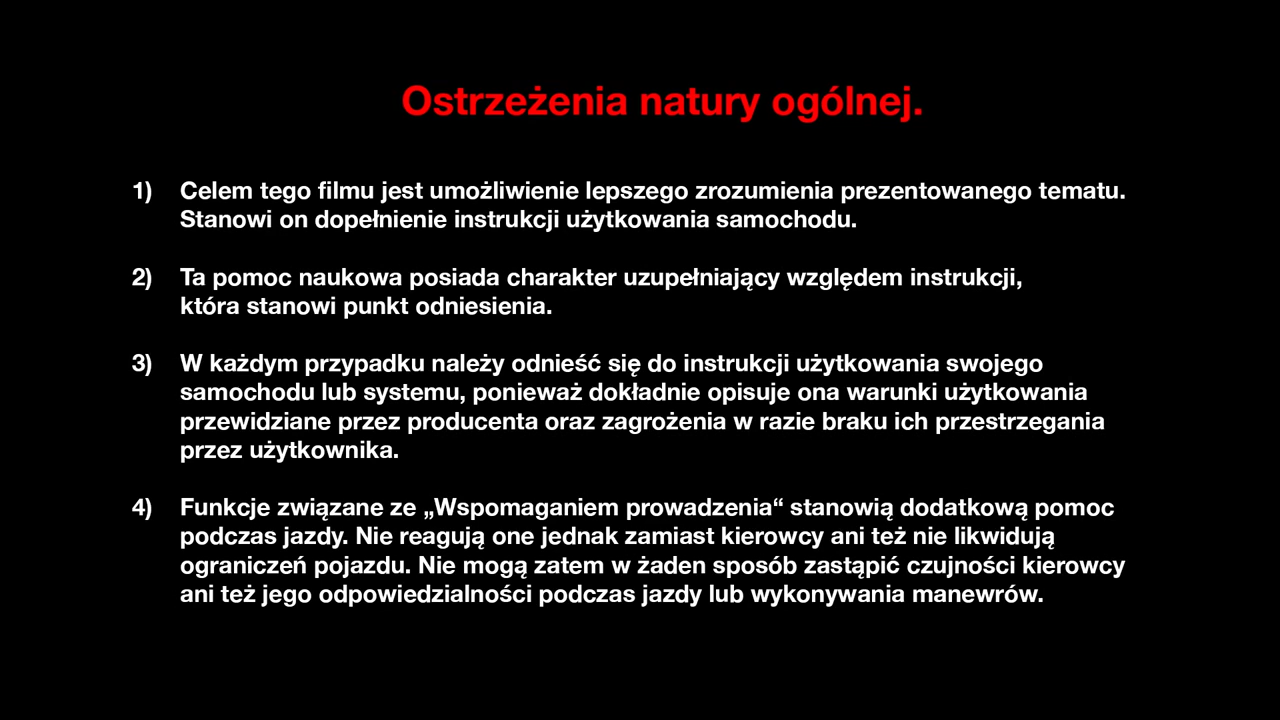 Ostrzeżenia natury ogólnej.
1) Celem tego filmu jest umożliwienie lepszego zrozumienia prezentowanego tematu.
Stanowi on dopełnienie instrukcji użytkowania samochodu.
2) Ta pomoc naukowa posiada charakter uzupełniający względem instrukcji,
która stanowi punkt odniesienia.
3) W każdym przypadku należy odnieść się do instrukcji użytkowania swojego
samochodu lub systemu, ponieważ dokładnie opisuje ona warunki użytkowania
przewidziane przez producenta oraz zagrożenia w razie braku ich przestrzegania
przez użytkownika.
4) Funkcje związane ze „Wspomaganiem prowadzenia“ stanowią dodatkową pomoc
podczas jazdy. Nie reagują one jednak zamiast kierowcy ani też nie likwidują
ograniczeń pojazdu. Nie mogą zatem w żaden sposób zastąpić czujności kierowcy
ani też jego odpowiedzialności podczas jazdy lub wykonywania manewrów.